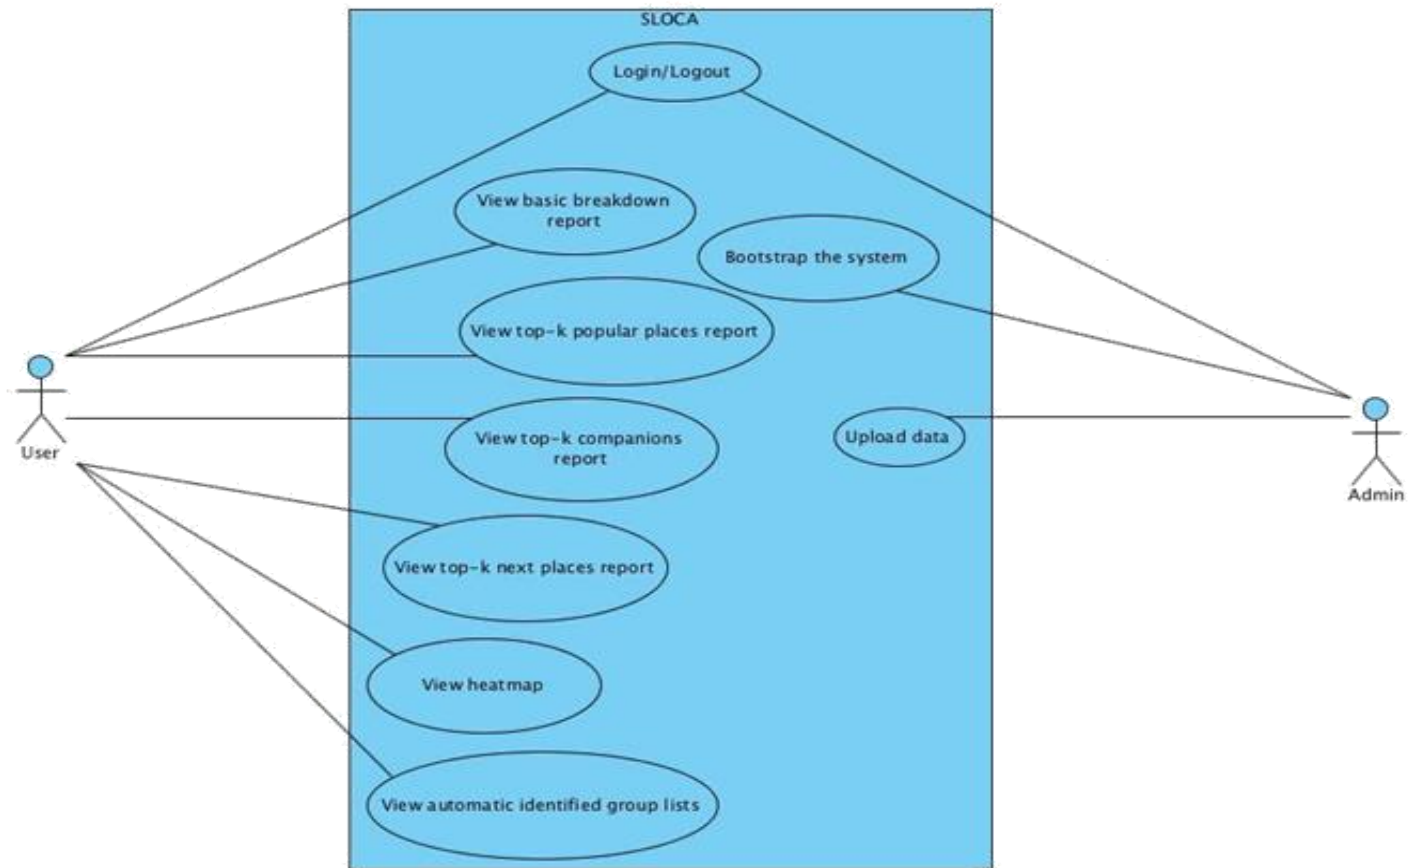 SLOCA
Login/Logout
View basic breakdown
report
Bootstrap the system
View top-k popular places report
View top-k companions
report
Upload data
User
Admin
View top-k next places report
View heatmap
View automatic identified group lists